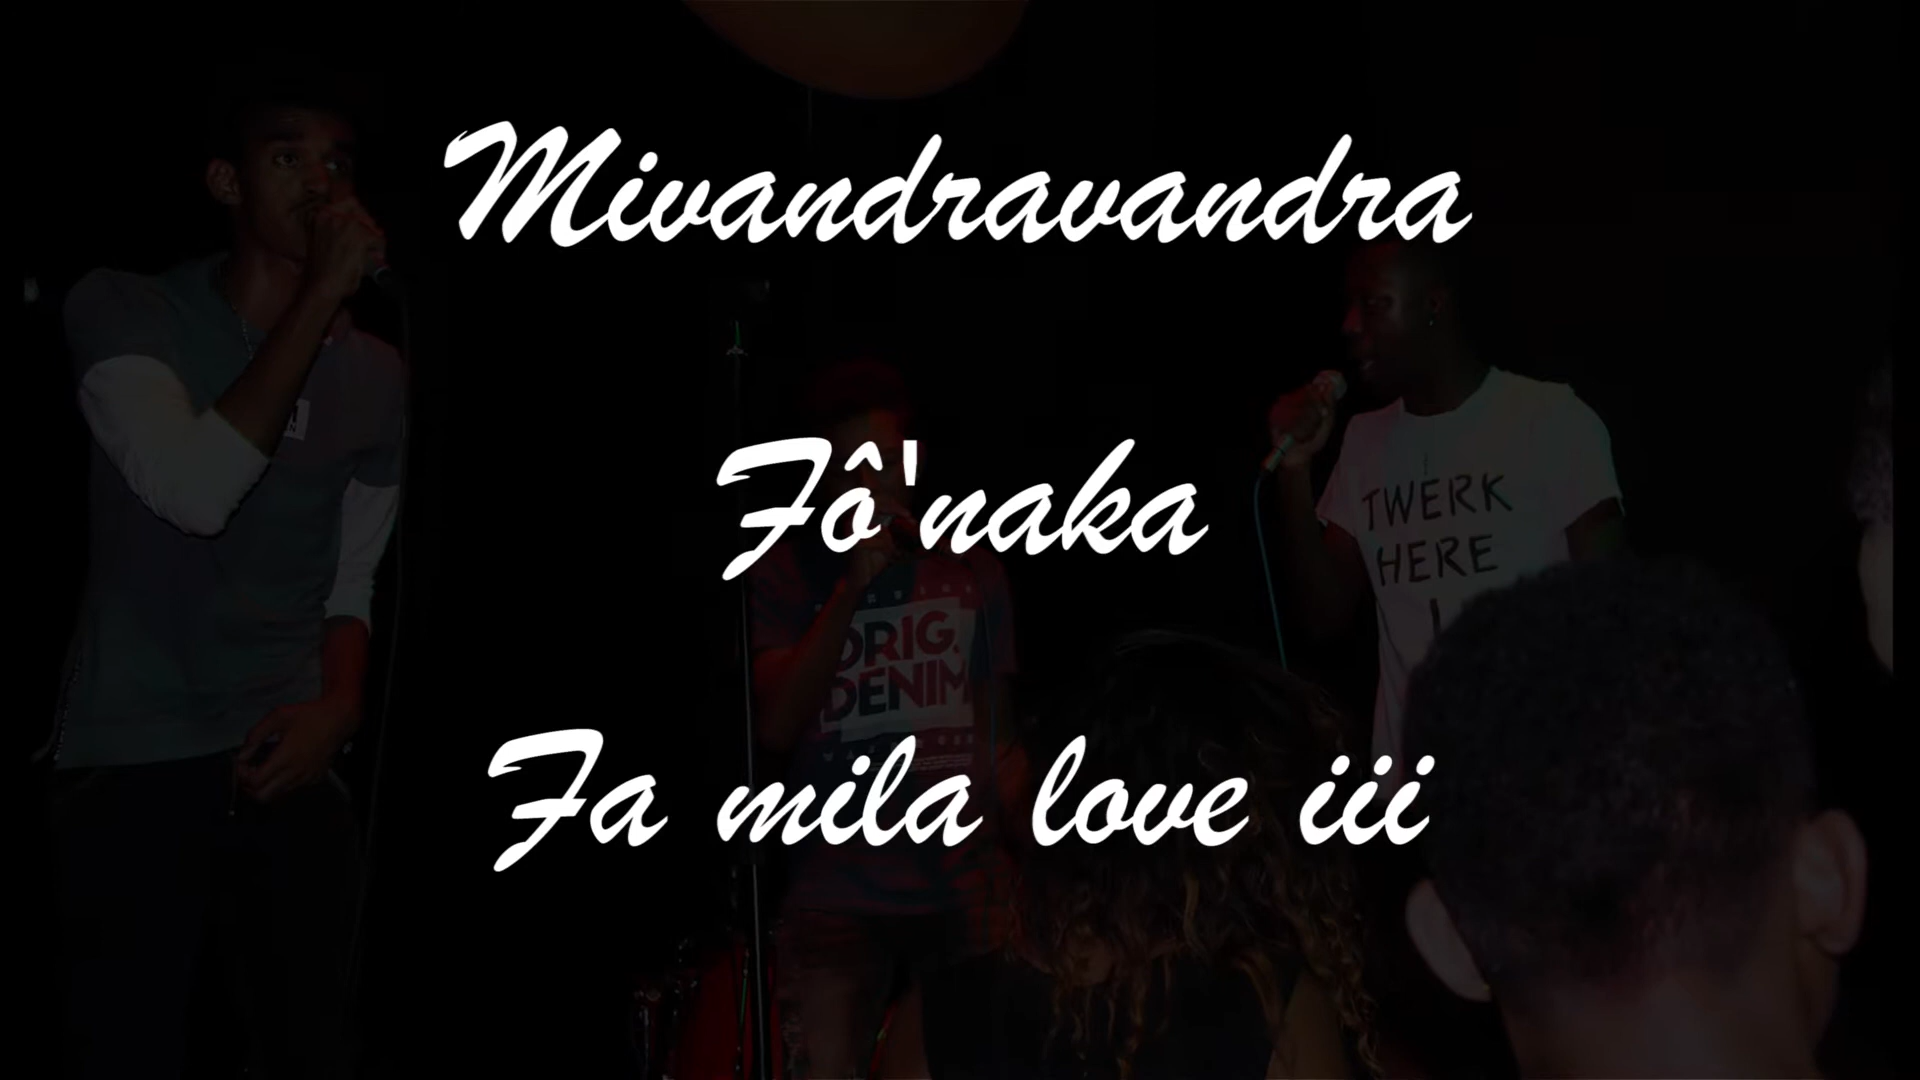 Mivandravandra
Fô'naka
Fa mila love iii
TWERK
HERE
ORIG.
DENIM